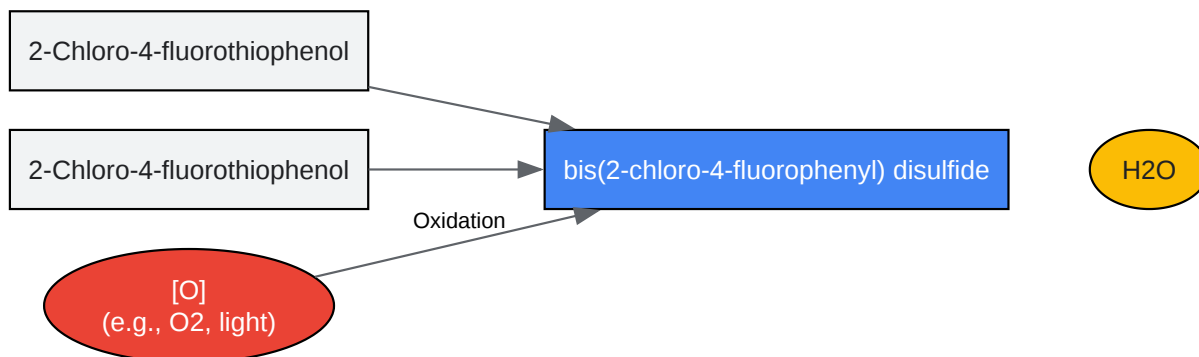 2-Chloro-4-fluorothiophenol
2-Chloro-4-fluorothiophenol
bis(2-chloro-4-fluorophenyl) disulfide
H2O
Oxidation
[O]
(e.g., O2, light)